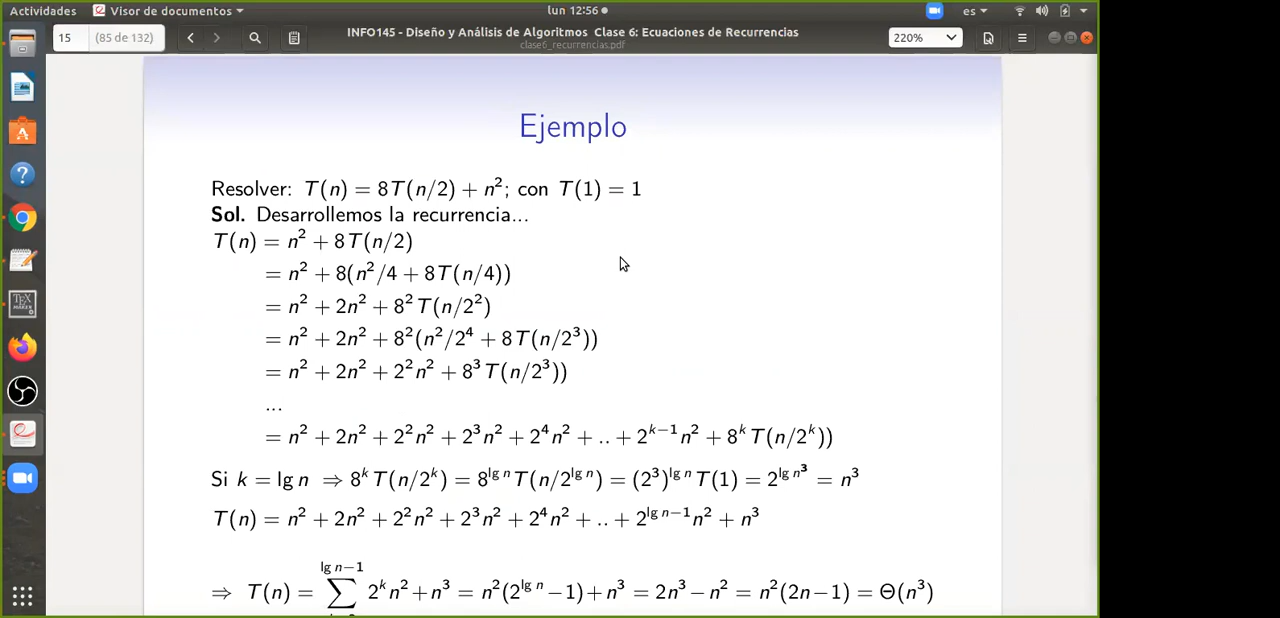 Actividades Visor de documentos lun 12:56 es
15 (85 de 132) INFO145 - Diseño y Análisis de Algoritmos Clase 6: Ecuaciones de Recurrencias 220%
clase6_recurrencias.pdf
Ejemplo
Resolver: T(n) = 8T(n/2) + n²; con T(1) = 1
Sol. Desarrollemos la recurrencia...
T(n) = n² + 8T(n/2)
= n² + 8(n²/4 + 8T(n/4))
= n² + 2n² + 8²T(n/2²)
= n² + 2n² + 8²(n²/2⁴ + 8T(n/2³))
= n² + 2n² + 2²n² + 8³T(n/2³))
...
= n² + 2n² + 2²n² + 2³n² + 2⁴n² + .. + 2^{k−1}n² + 8^k T(n/2^k))
Si k = lg n ⇒ 8^k T(n/2^k) = 8^{lg n} T(n/2^{lg n}) = (2³)^{lg n} T(1) = 2^{lg n³} = n³
T(n) = n² + 2n² + 2²n² + 2³n² + 2⁴n² + .. + 2^{lg n−1}n² + n³
⇒ T(n) = ∑^{lg n−1} 2^k n² + n³ = n²(2^{lg n} − 1) + n³ = 2n³ − n² = n²(2n − 1) = Θ(n³)